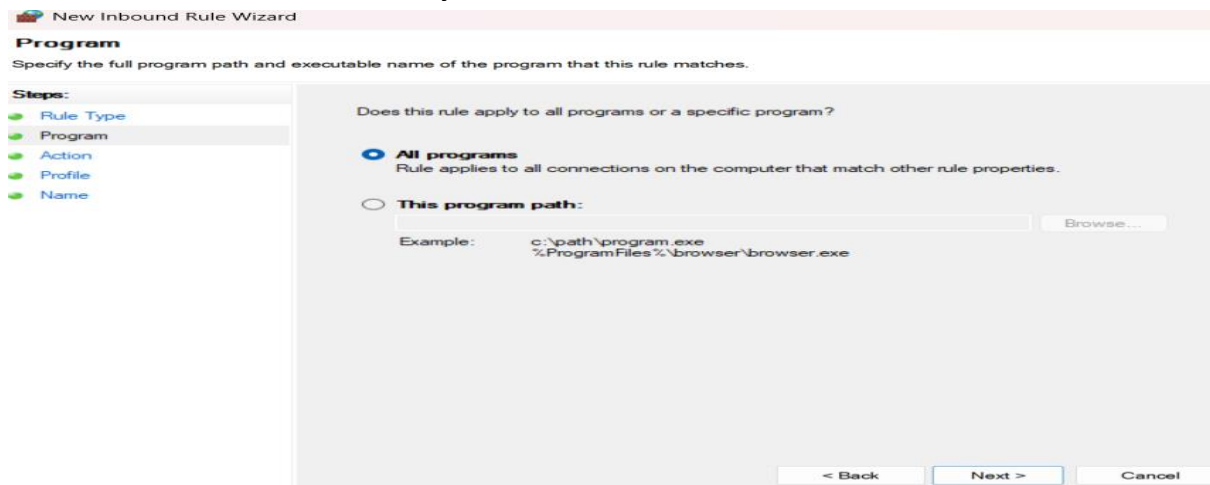 New Inbound Rule Wizard
Program
Specify the full program path and executable name of the program that this rule matches.
Steps:
Rule Type
Program
Action
Profile
Name
Does this rule apply to all programs or a specific program?
All programs
Rule applies to all connections on the computer that match other rule properties.
This program path:
Browse...
Example:
c:\path\program.exe
%ProgramFiles%\browser\browser.exe
< Back
Next >
Cancel